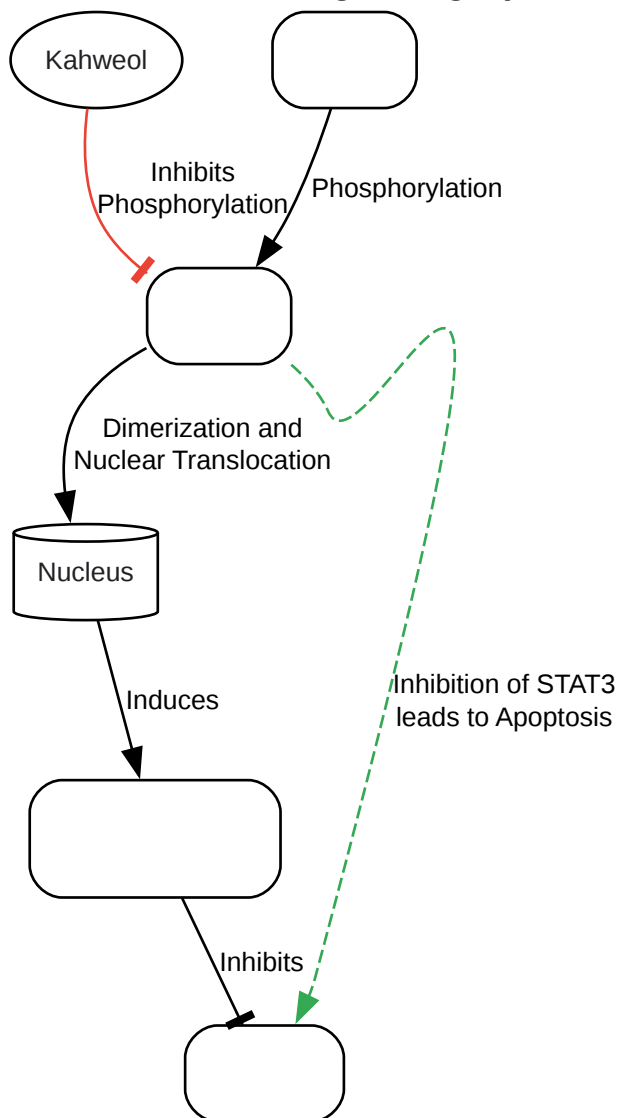 Kahweol
Inhibits
Phosphorylation
Phosphorylation
Dimerization and
Nuclear Translocation
Nucleus
Induces
Inhibition of STAT3
leads to Apoptosis
Inhibits